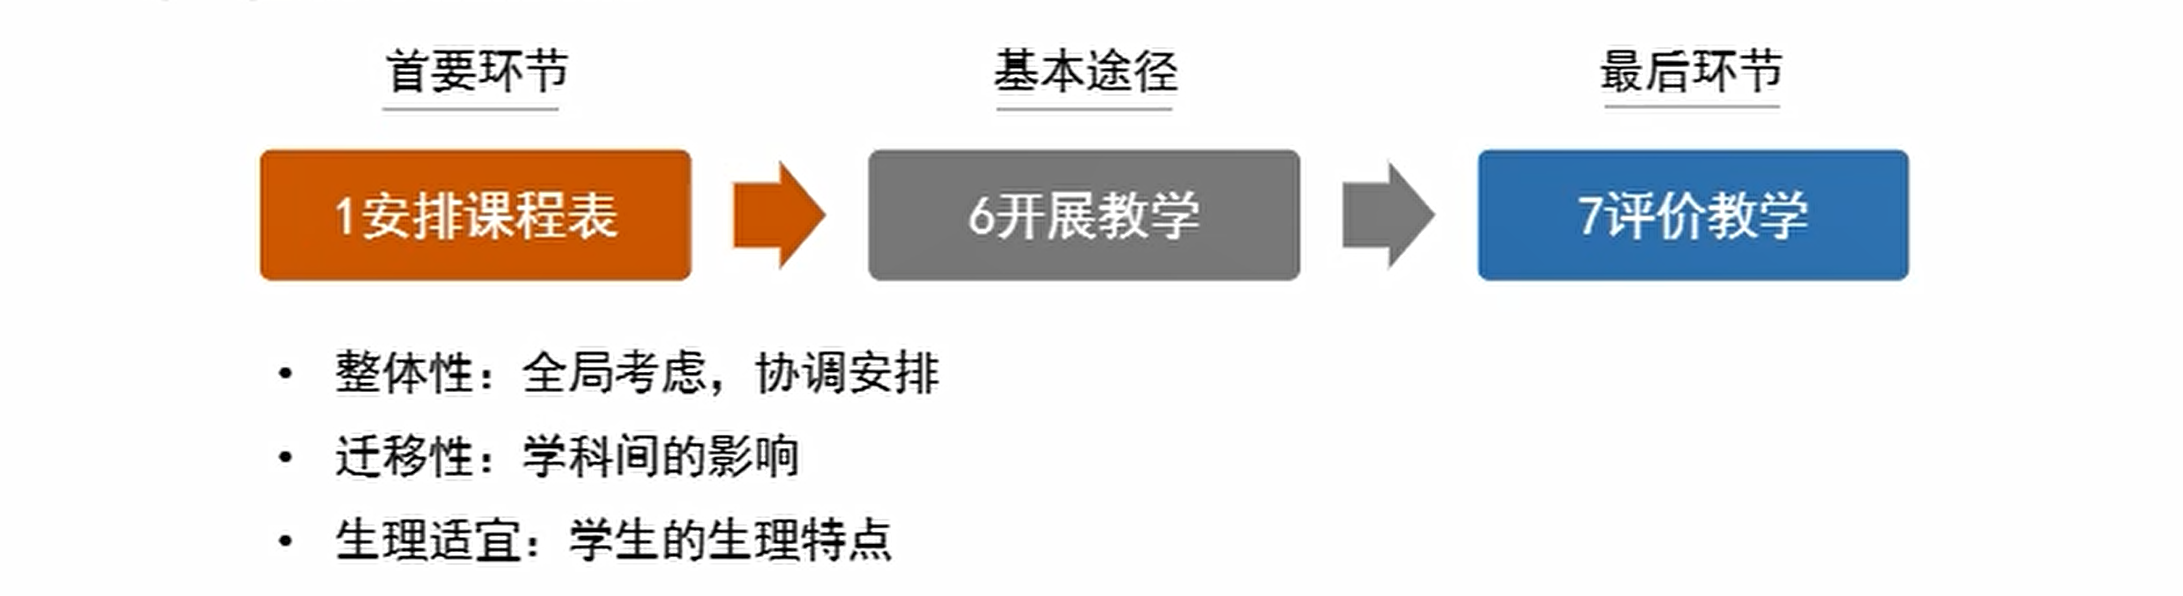 首要环节 基本途径 最后环节
1安排课程表 6开展教学 7评价教学
• 整体性：全局考虑，协调安排
• 迁移性：学科间的影响
• 生理适宜：学生的生理特点